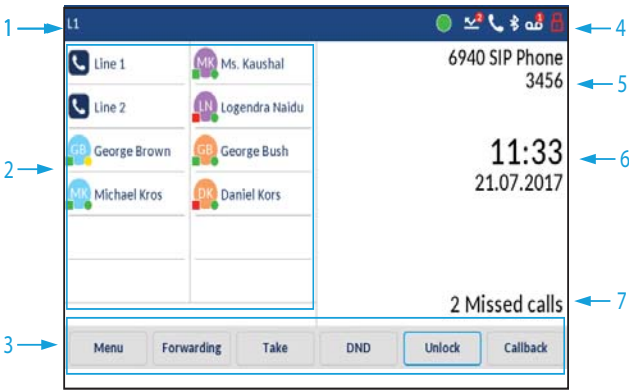 1
L1
2
1
4
Line 1
MK
Ms. Kaushal
6940 SIP Phone
3456
5
Line 2
LN
Logendra Naidu
2
GB
George Brown
GB
George Bush
11:33
6
MK
Michael Kros
DK
Daniel Kors
21.07.2017
2 Missed calls
7
3
Menu
Forwarding
Take
DND
Unlock
Callback